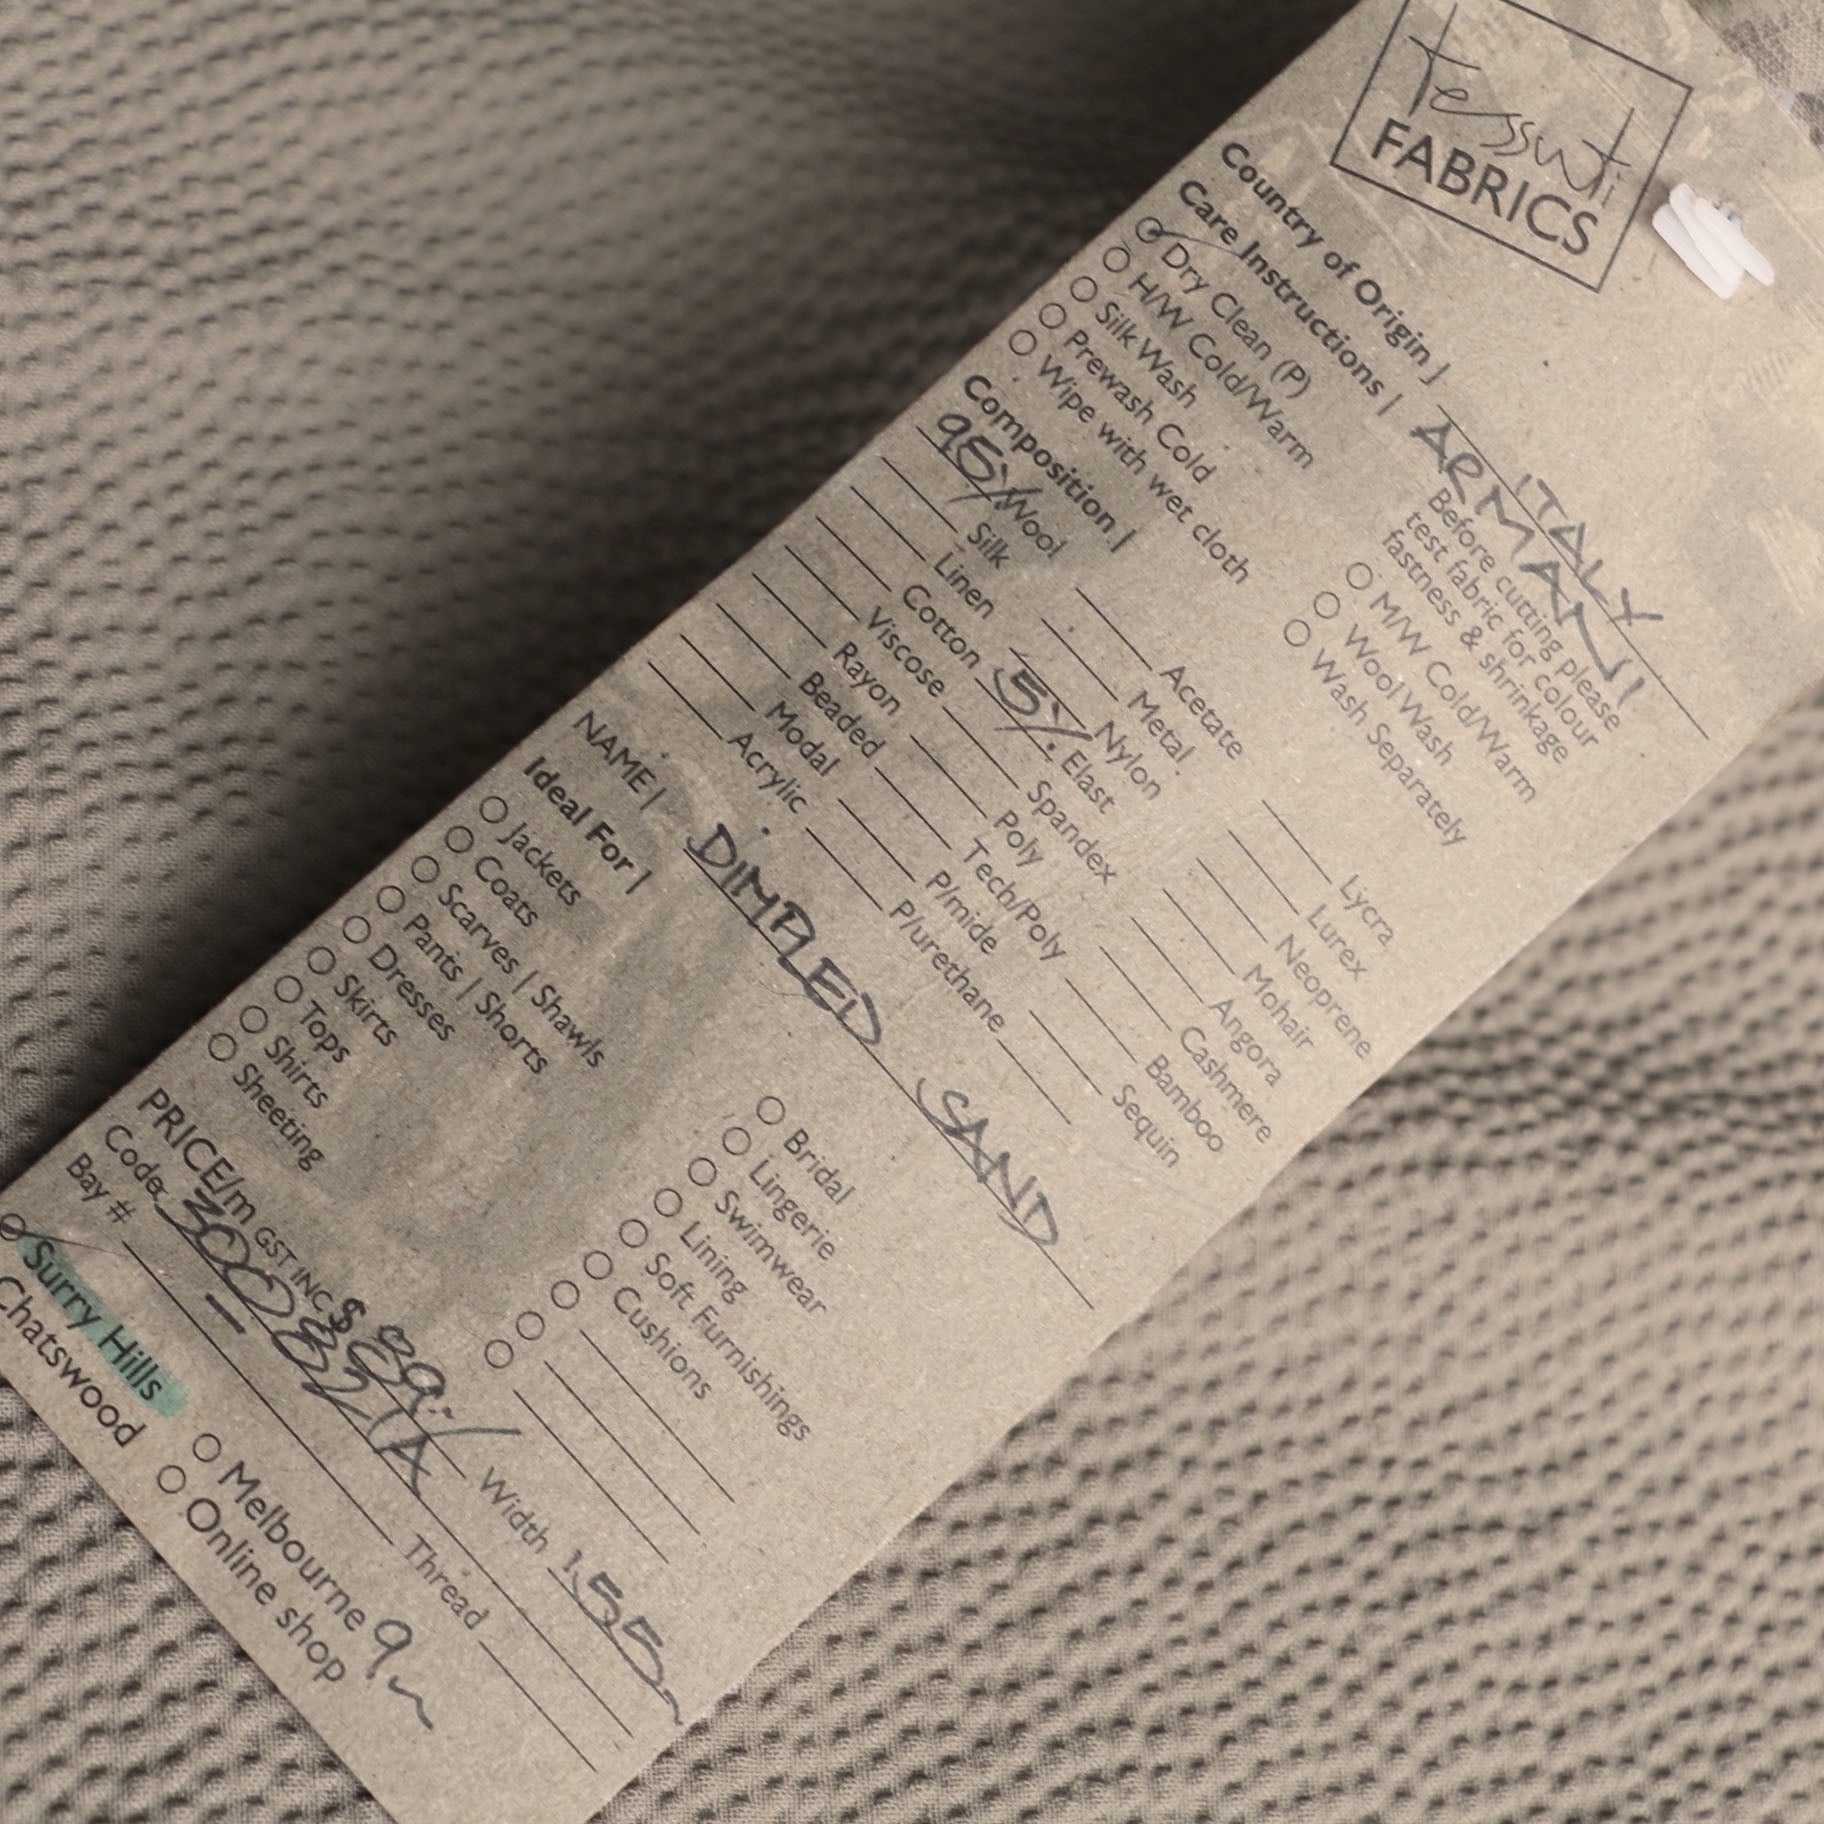 tessuti
FABRICS
Country of Origin | ITALY
Care Instructions | ARMANI
Dry Clean (P)
H/W Cold/Warm
Silk Wash
Prewash Cold
Wipe with wet cloth
Before cutting please
test fabric for colour
fastness & shrinkage
M/W Cold/Warm
Wool Wash
Wash Separately
Composition |
95% Wool
Silk
Linen
Cotton
Viscose
Rayon
Beaded
Modal
Acrylic
Acetate
Metal
Nylon
5% Elast
Spandex
Poly
Tech/Poly
P/mide
P/urethane
Lycra
Lurex
Neoprene
Mohair
Angora
Cashmere
Bamboo
Sequin
NAME | DIMPLED SAND
Ideal For |
Jackets
Coats
Scarves | Shawls
Pants | Shorts
Dresses
Skirts
Tops
Shirts
Sheeting
Bridal
Lingerie
Swimwear
Lining
Soft Furnishings
Cushions
PRICE/m GST INC $89.- Width 155
Code 300821A
Bay # - Thread
Surry Hills
Chatswood
Melbourne 9m
Online shop